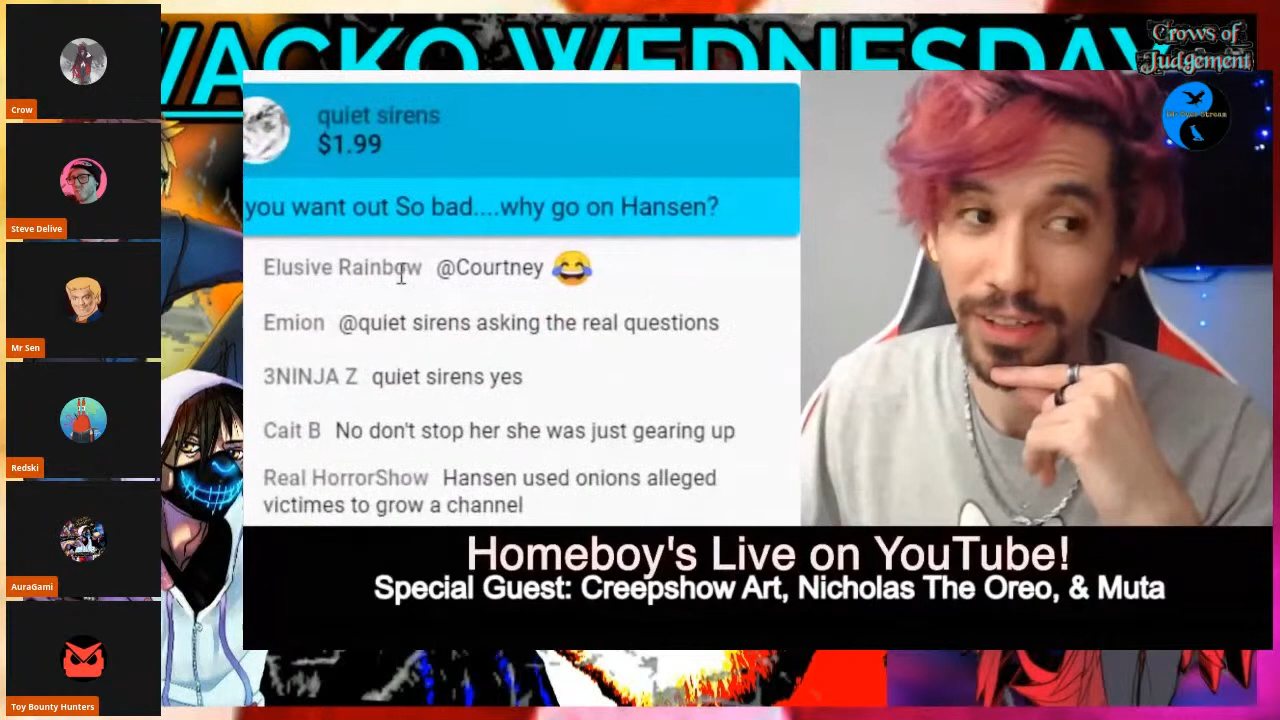 WACKO WEDNESDAY
Crows of
Judgement
Crow
Steve Delive
Mr Sen
Redski
AuraGami
Toy Bounty Hunters
quiet sirens
$1.99
you want out So bad....why go on Hansen?
Elusive Rainbow @Courtney 😂
Emion @quiet sirens asking the real questions
3NINJA Z quiet sirens yes
Cait B No don't stop her she was just gearing up
Real HorrorShow Hansen used onions alleged
victimes to grow a channel
Homeboy's Live on YouTube!
Special Guest: Creepshow Art, Nicholas The Oreo, & Muta